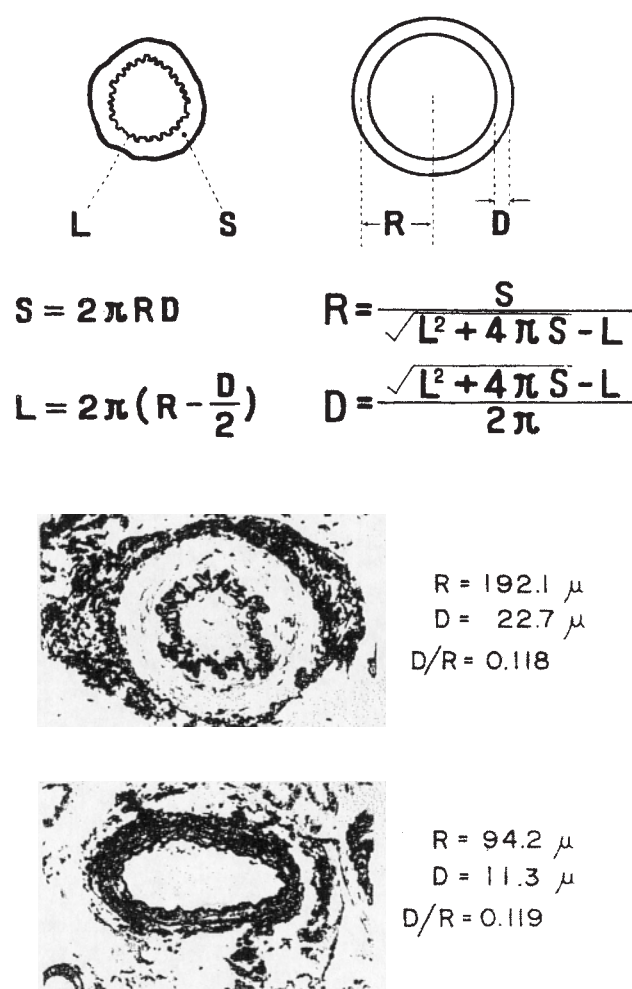 L S R D
S = 2πRD
R = S / √(L² + 4πS) - L
L = 2π(R - D/2)
D = √(L² + 4πS) - L / 2π
R = 192.1 μ
D = 22.7 μ
D/R = 0.118
R = 94.2 μ
D = 11.3 μ
D/R = 0.119